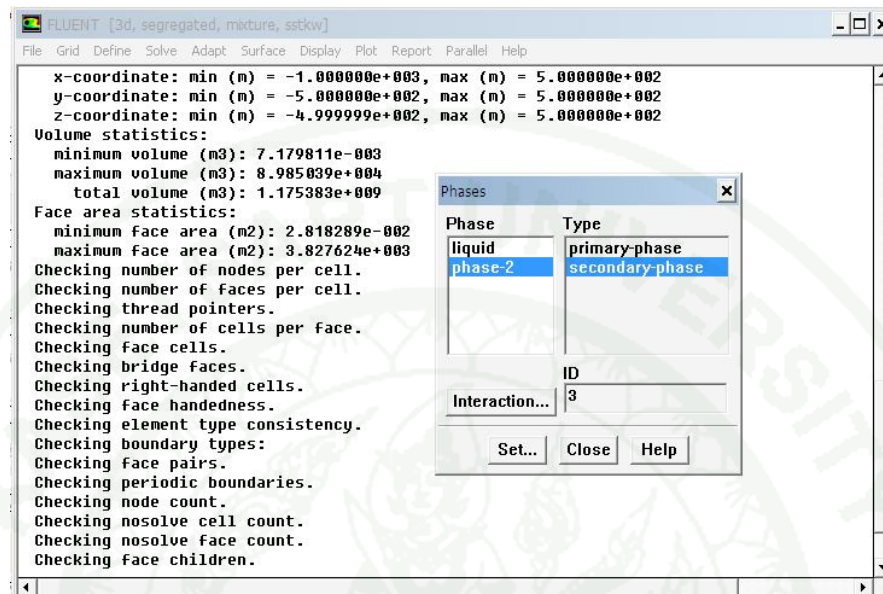 FLUENT [3d, segregated, mixture, sstkw]
File Grid Define Solve Adapt Surface Display Plot Report Parallel Help
x-coordinate: min (m) = -1.000000e+003, max (m) = 5.000000e+002
y-coordinate: min (m) = -5.000000e+002, max (m) = 5.000000e+002
z-coordinate: min (m) = -4.999999e+002, max (m) = 5.000000e+002
Volume statistics:
minimum volume (m3): 7.179811e-003
maximum volume (m3): 8.985039e+004
total volume (m3): 1.175383e+009
Face area statistics:
minimum face area (m2): 2.818289e-002
maximum face area (m2): 3.827624e+003
Checking number of nodes per cell.
Checking number of faces per cell.
Checking thread pointers.
Checking number of cells per face.
Checking face cells.
Checking bridge faces.
Checking right-handed cells.
Checking face handedness.
Checking element type consistency.
Checking boundary types:
Checking face pairs.
Checking periodic boundaries.
Checking node count.
Checking nosolve cell count.
Checking nosolve face count.
Checking face children.
Phases
Phase Type
liquid primary-phase
phase-2 secondary-phase
ID
Interaction... 3
Set... Close Help